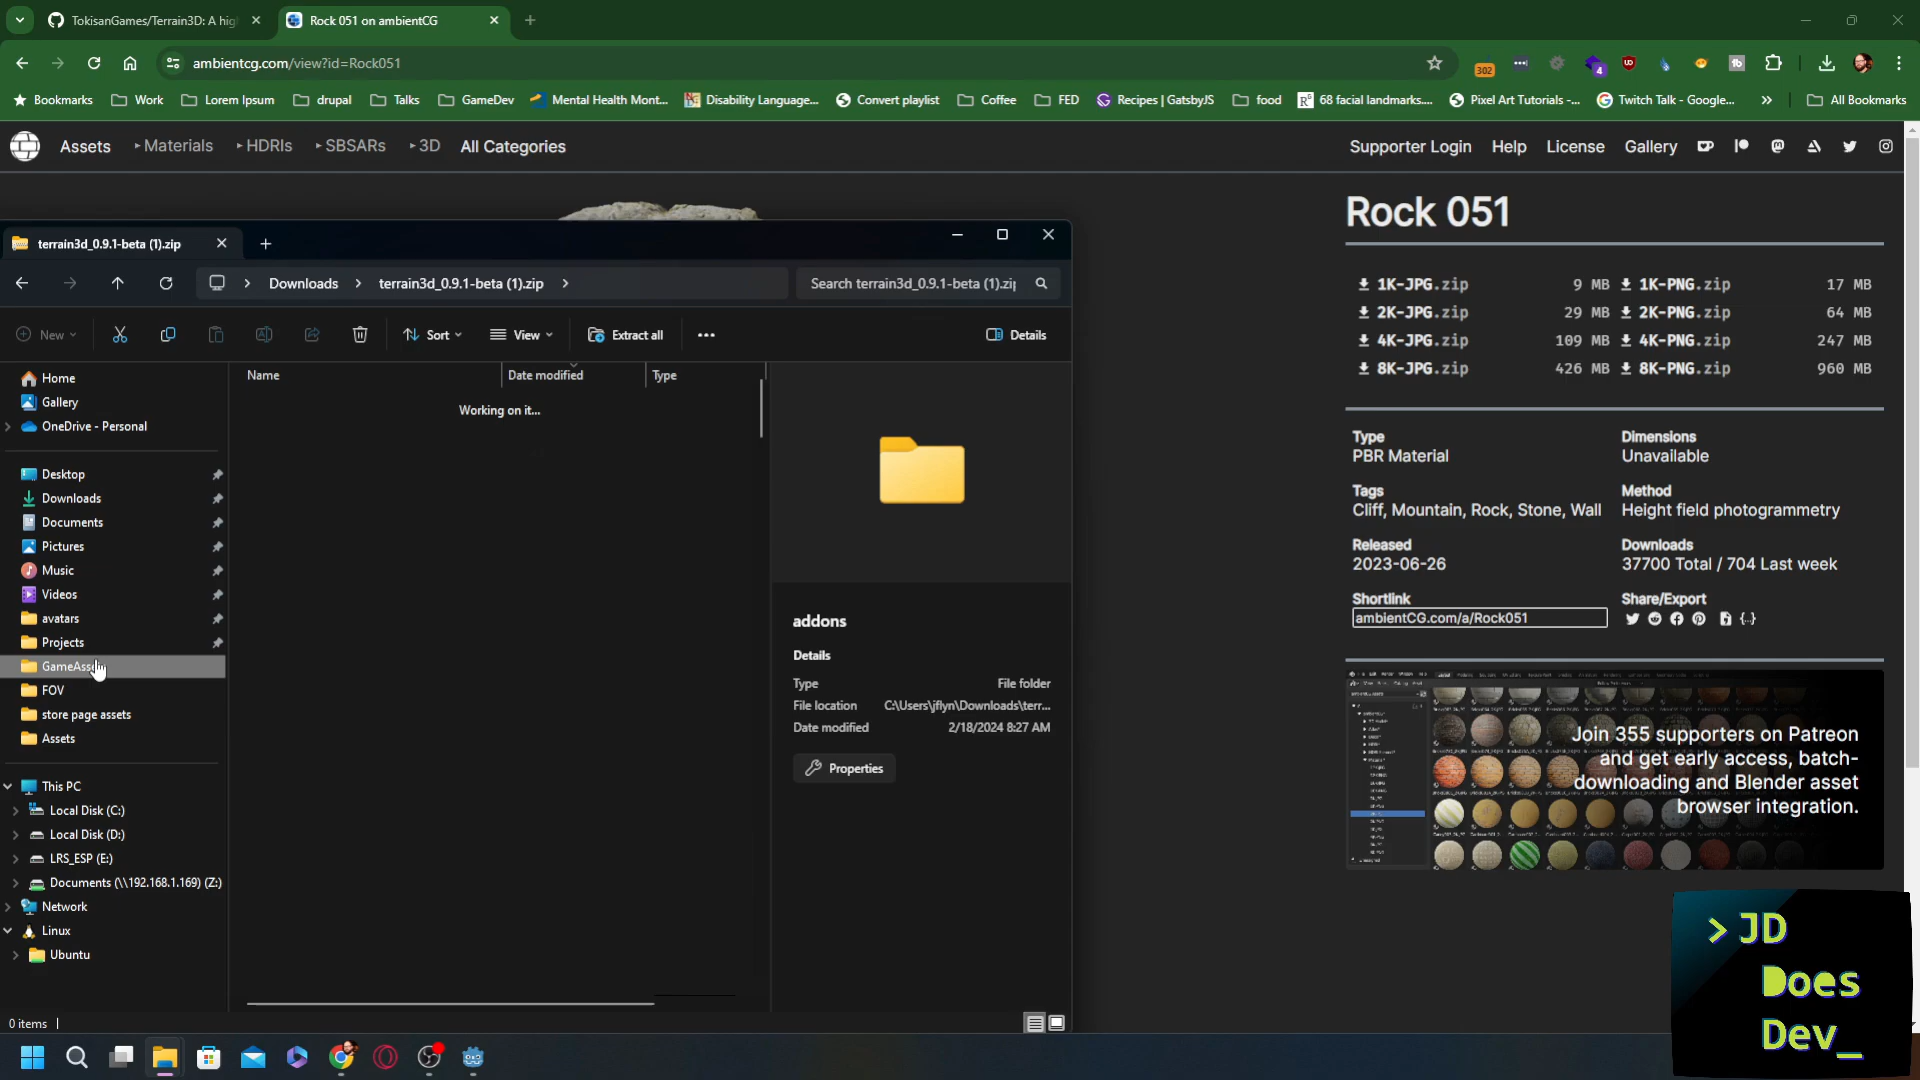 TokisanGames/Terrain3D: A hig
Rock 051 on ambientCG
ambientcg.com/view?id=Rock051
302
4
Bookmarks
Work
Lorem Ipsum
drupal
Talks
GameDev
Mental Health Mont...
Disability Language...
Convert playlist
Coffee
FED
Recipes | GatsbyJS
food
68 facial landmarks....
Pixel Art Tutorials -...
Twitch Talk - Google...
All Bookmarks
Assets
Materials
HDRIs
SBSARs
3D
All Categories
Supporter Login
Help
License
Gallery
Rock 051
1K-JPG.zip 9 MB 1K-PNG.zip 17 MB
2K-JPG.zip 29 MB 2K-PNG.zip 64 MB
4K-JPG.zip 109 MB 4K-PNG.zip 247 MB
8K-JPG.zip 426 MB 8K-PNG.zip 960 MB
Type
PBR Material
Dimensions
Unavailable
Tags
Cliff, Mountain, Rock, Stone, Wall
Method
Height field photogrammetry
Released
2023-06-26
Downloads
37700 Total / 704 Last week
Shortlink
ambientCG.com/a/Rock051
Share/Export
Join 355 supporters on Patreon
and get early access, batch-
downloading and Blender asset
browser integration.
terrain3d_0.9.1-beta (1).zip
Downloads
terrain3d_0.9.1-beta (1).zip
Search terrain3d_0.9.1-beta (1).zip
New
Sort
View
Extract all
Details
Name
Date modified
Type
Working on it...
Home
Gallery
OneDrive - Personal
Desktop
Downloads
Documents
Pictures
Music
Videos
avatars
Projects
GameAss
FOV
store page assets
Assets
This PC
Local Disk (C:)
Local Disk (D:)
LRS_ESP (E:)
Documents (\\192.168.1.169) (Z:)
Network
Linux
Ubuntu
addons
Details
Type File folder
File location C:\Users\jflyn\Downloads\terr...
Date modified 2/18/2024 8:27 AM
Properties
0 items
> JD
Does
Dev_